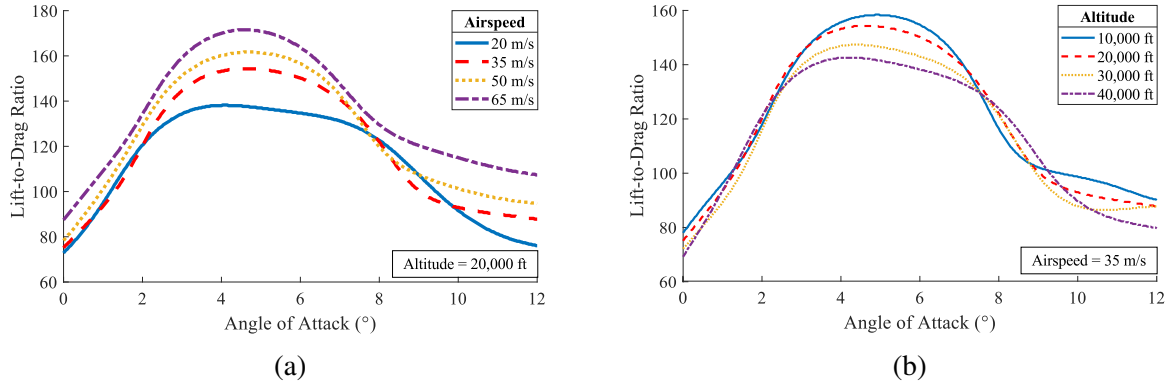 180
160
140
120
100
80
60
Lift-to-Drag Ratio
0 2 4 6 8 10 12
Angle of Attack (°)
Airspeed
20 m/s
35 m/s
50 m/s
65 m/s
Altitude = 20,000 ft
(a)
160
140
120
100
80
60
Lift-to-Drag Ratio
0 2 4 6 8 10 12
Angle of Attack (°)
Altitude
10,000 ft
20,000 ft
30,000 ft
40,000 ft
Airspeed = 35 m/s
(b)